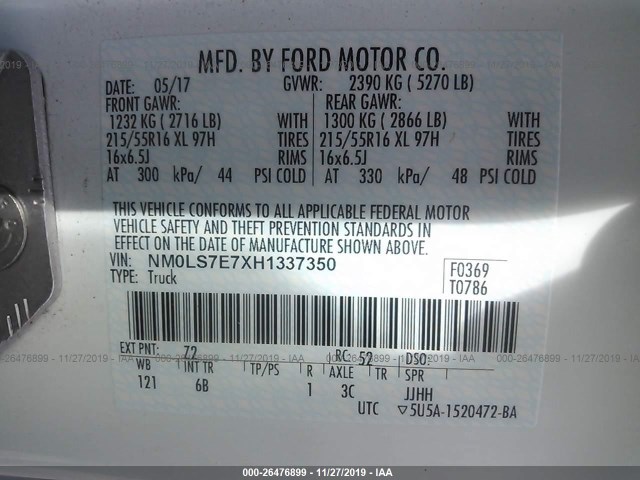 MFD. BY FORD MOTOR CO.
DATE: 05/17 GVWR: 2390 KG ( 5270 LB)
FRONT GAWR: REAR GAWR:
1232 KG ( 2716 LB) WITH 1300 KG ( 2866 LB) WITH
215/55R16 XL 97H TIRES 215/55R16 XL 97H TIRES
16x6.5J RIMS 16x6.5J RIMS
AT 300 kPa/ 44 PSI COLD AT 330 kPa/ 48 PSI COLD
THIS VEHICLE CONFORMS TO ALL APPLICABLE FEDERAL MOTOR
VEHICLE SAFETY AND THEFT PREVENTION STANDARDS IN
EFFECT ON THE DATE OF MANUFACTURE SHOWN ABOVE.
VIN: NM0LS7E7XH1337350 F0369
TYPE: Truck T0786
EXT PNT: 72 RC: 52 DSO:
WB INT TR TP/PS R AXLE TR SPR
121 6B 1 3C JJHH
UTC ▽5U5A-1520472-BA
000-26476899 - 11/27/2019 - IAA